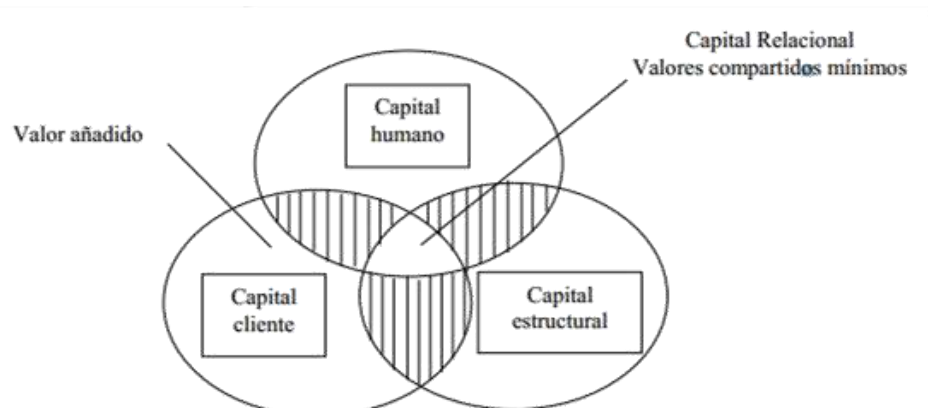 Capital Relacional
Valores compartidos mínimos
Capital
humano
Valor añadido
Capital
cliente
Capital
estructural